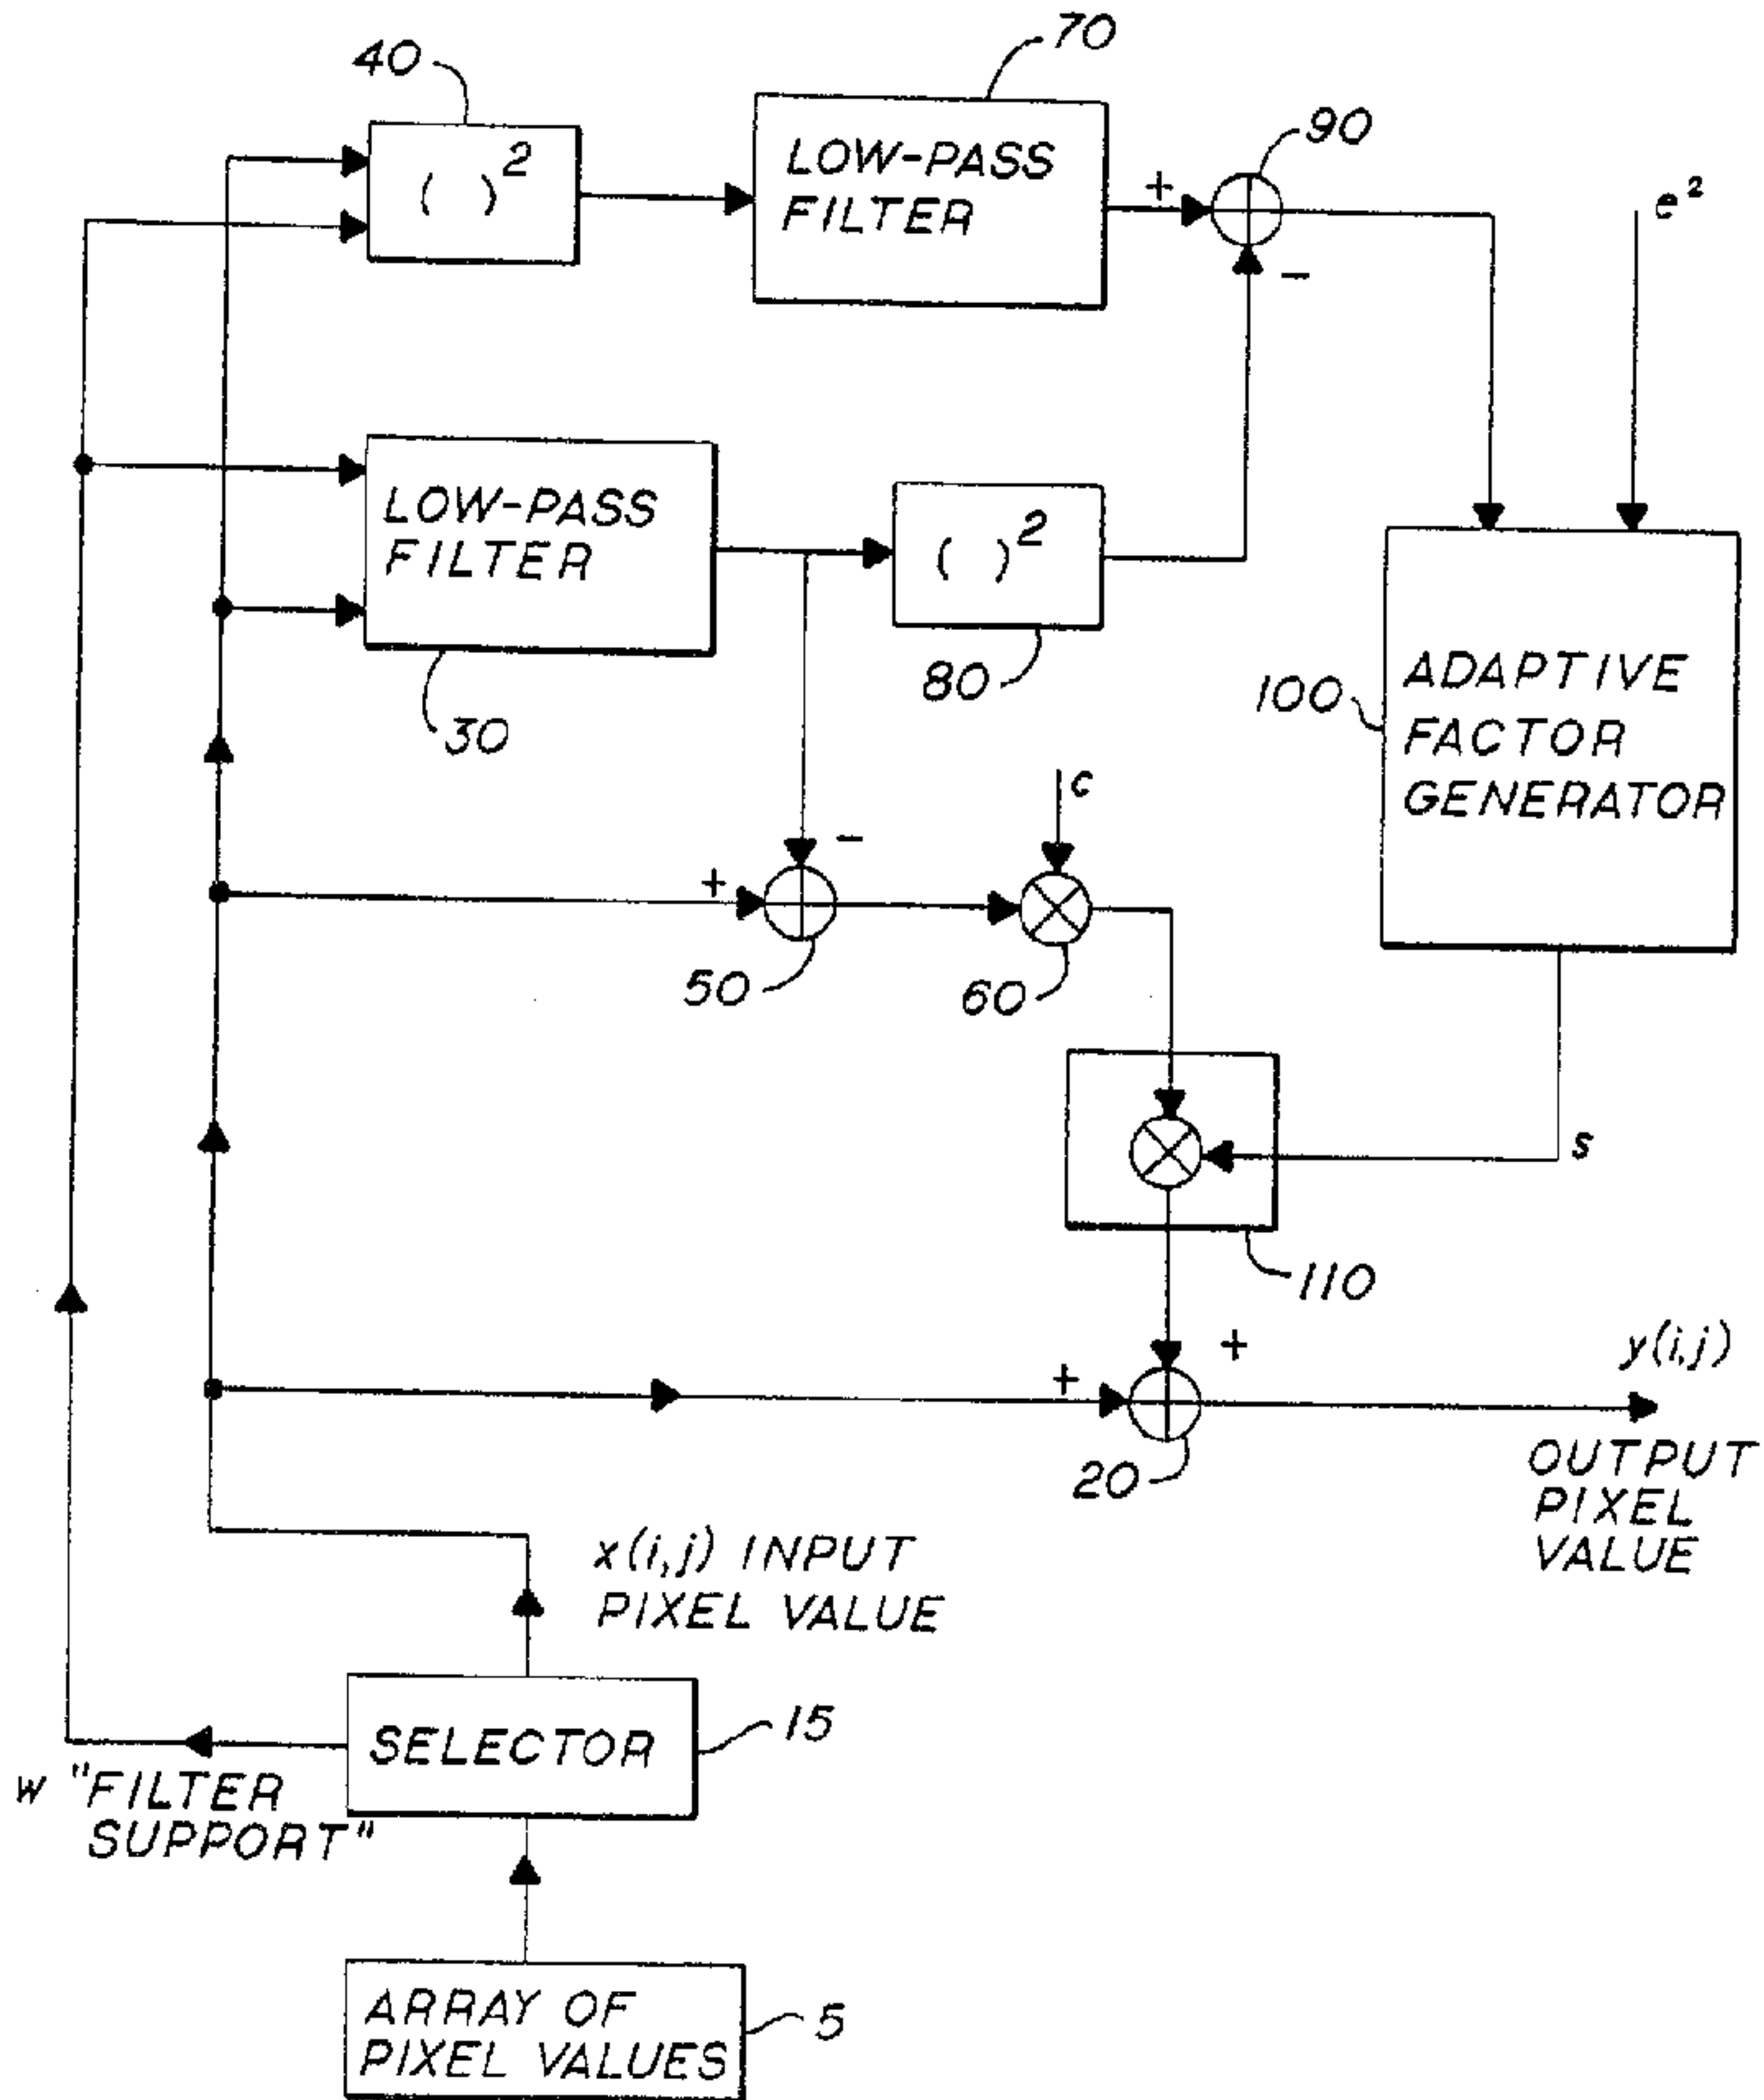 70
40
( )²
LOW-PASS
FILTER
+
90
-
e²
LOW-PASS
FILTER
( )²
30
80
100
ADAPTIVE
FACTOR
GENERATOR
c
-
+
50
60
s
110
+
+
y(i,j)
20
OUTPUT
PIXEL
VALUE
x(i,j) INPUT
PIXEL VALUE
SELECTOR
15
w "FILTER
SUPPORT"
ARRAY OF
PIXEL VALUES
5